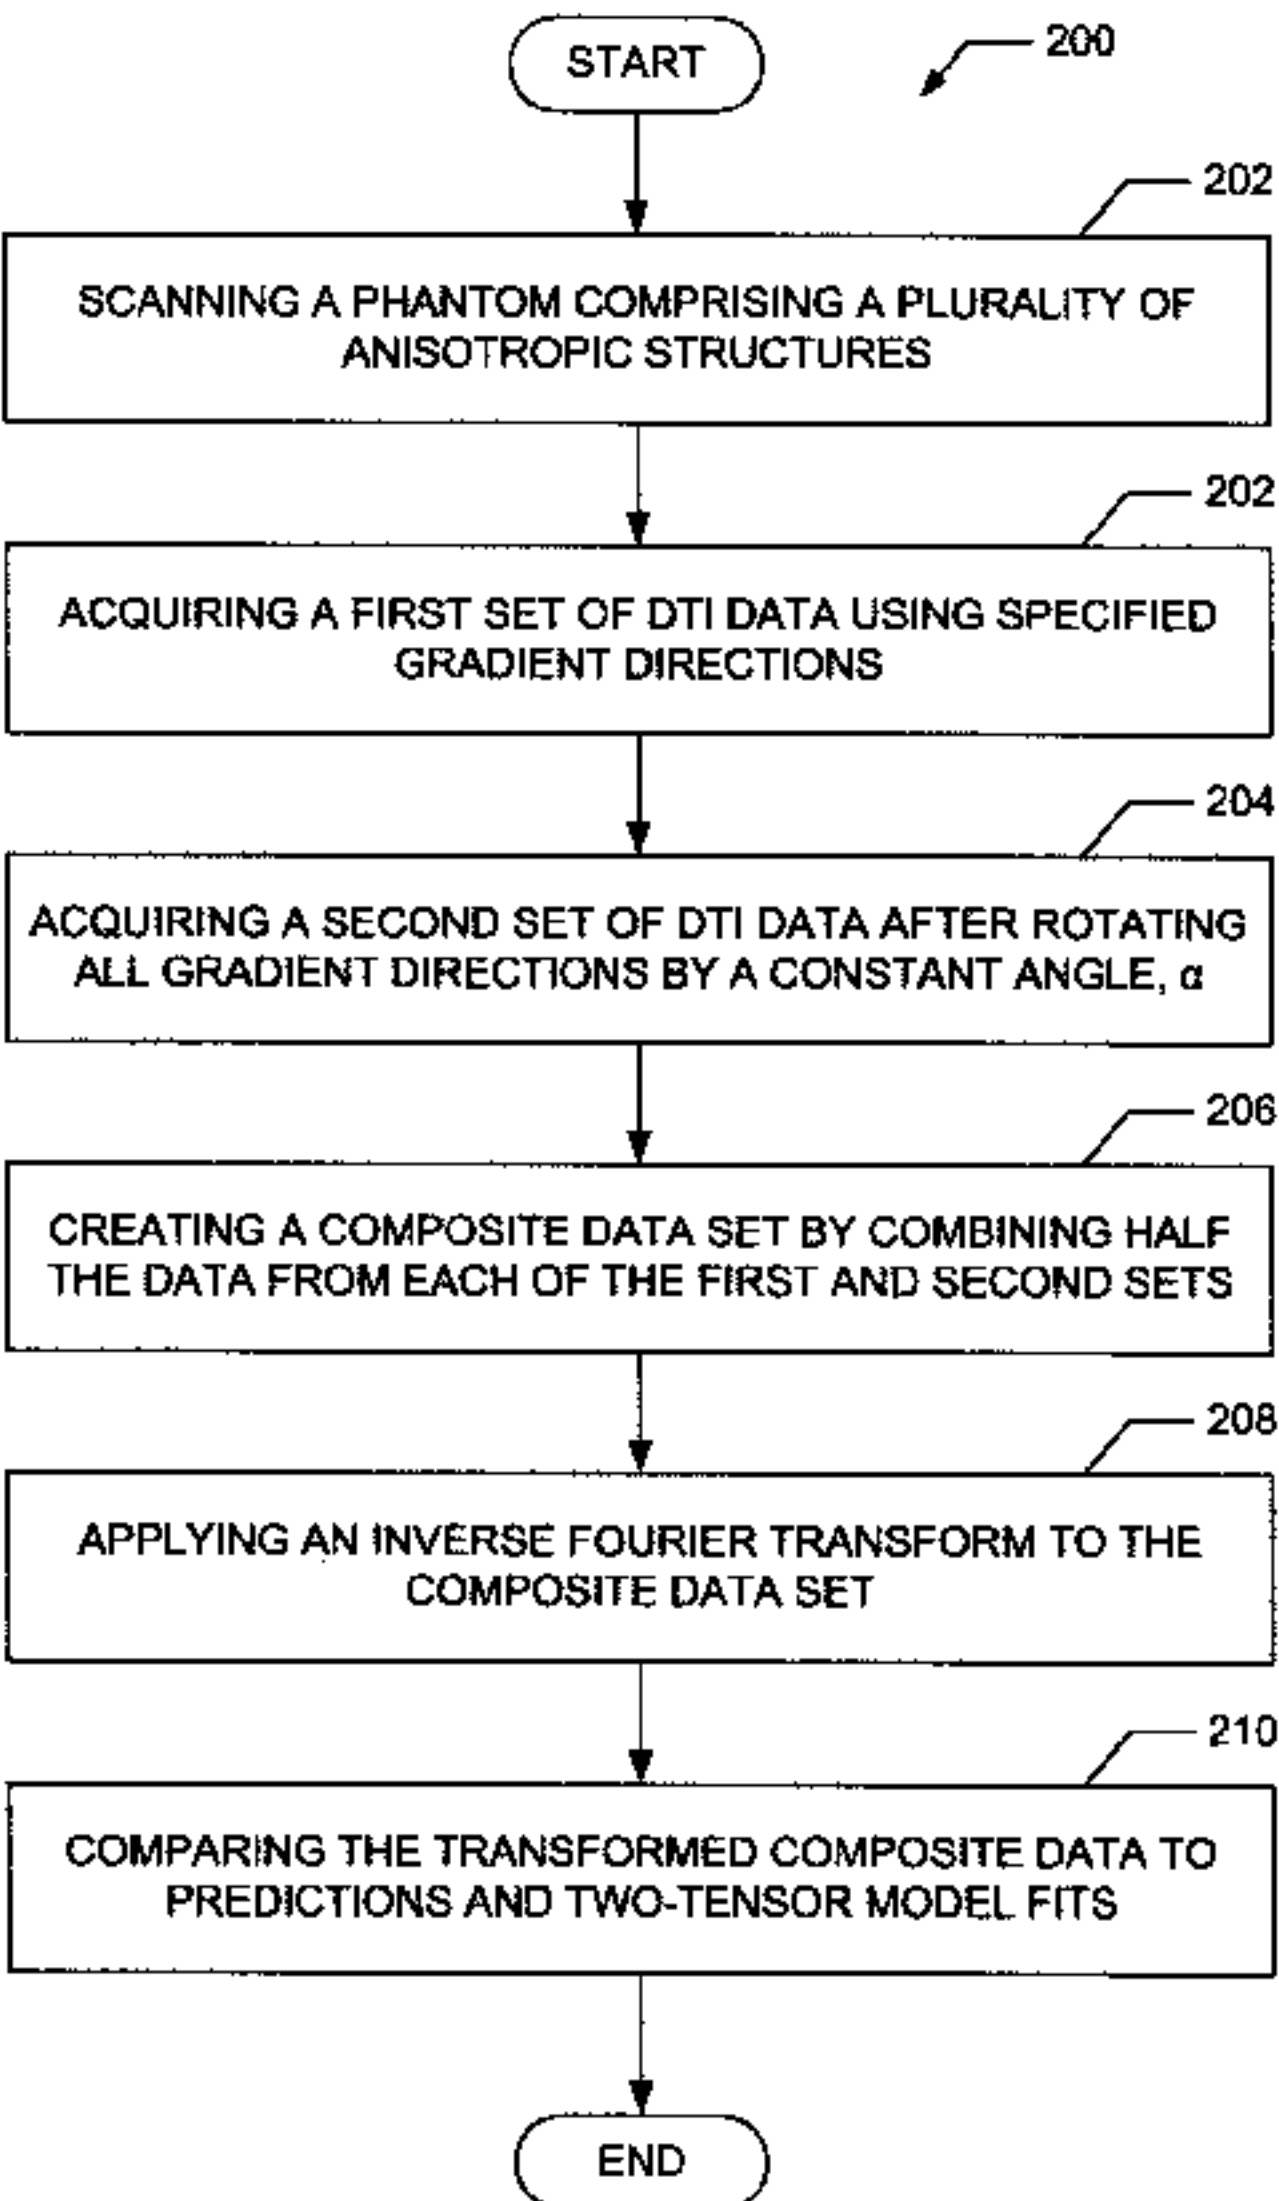 START
200
202
SCANNING A PHANTOM COMPRISING A PLURALITY OF
ANISOTROPIC STRUCTURES
202
ACQUIRING A FIRST SET OF DTI DATA USING SPECIFIED
GRADIENT DIRECTIONS
204
ACQUIRING A SECOND SET OF DTI DATA AFTER ROTATING
ALL GRADIENT DIRECTIONS BY A CONSTANT ANGLE, α
206
CREATING A COMPOSITE DATA SET BY COMBINING HALF
THE DATA FROM EACH OF THE FIRST AND SECOND SETS
208
APPLYING AN INVERSE FOURIER TRANSFORM TO THE
COMPOSITE DATA SET
210
COMPARING THE TRANSFORMED COMPOSITE DATA TO
PREDICTIONS AND TWO-TENSOR MODEL FITS
END